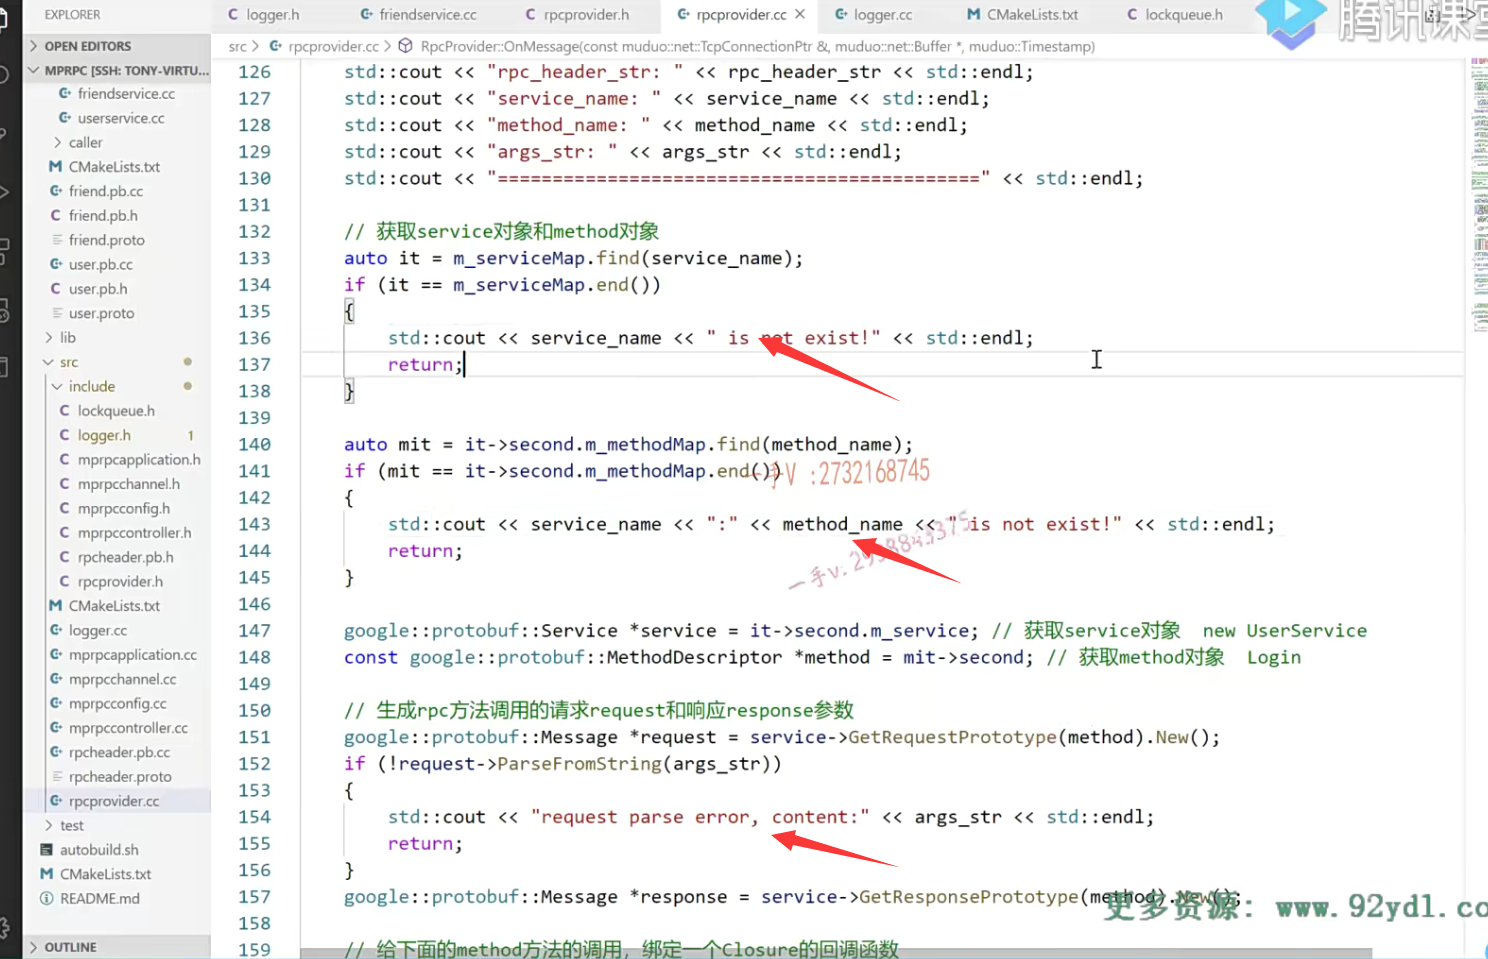 EXPLORER
logger.h
friendservice.cc
rpcprovider.h
rpcprovider.cc
logger.cc
CMakeLists.txt
lockqueue.h
腾讯课堂
OPEN EDITORS
src > rpcprovider.cc > RpcProvider::OnMessage(const muduo::net::TcpConnectionPtr &, muduo::net::Buffer *, muduo::Timestamp)
MPRPC [SSH: TONY-VIRTU...
friendservice.cc
userservice.cc
caller
CMakeLists.txt
friend.pb.cc
friend.pb.h
friend.proto
user.pb.cc
user.pb.h
user.proto
lib
src
include
lockqueue.h
logger.h 1
mprpcapplication.h
mprpcchannel.h
mprpcconfig.h
mprpccontroller.h
rpcheader.pb.h
rpcprovider.h
CMakeLists.txt
logger.cc
mprpcapplication.cc
mprpcchannel.cc
mprpcconfig.cc
mprpccontroller.cc
rpcheader.pb.cc
rpcheader.proto
rpcprovider.cc
test
autobuild.sh
CMakeLists.txt
README.md
OUTLINE
126 std::cout << "rpc_header_str: " << rpc_header_str << std::endl;
127 std::cout << "service_name: " << service_name << std::endl;
128 std::cout << "method_name: " << method_name << std::endl;
129 std::cout << "args_str: " << args_str << std::endl;
130 std::cout << "============================================" << std::endl;
131
132 // 获取service对象和method对象
133 auto it = m_serviceMap.find(service_name);
134 if (it == m_serviceMap.end())
135 {
136 std::cout << service_name << " is not exist!" << std::endl;
137 return;
138 }
139
140 auto mit = it->second.m_methodMap.find(method_name);
141 if (mit == it->second.m_methodMap.end())
一手V :2732168745
142 {
143 std::cout << service_name << ":" << method_name << " is not exist!" << std::endl;
144 return;
一手v.
145 }
146
147 google::protobuf::Service *service = it->second.m_service; // 获取service对象  new UserService
148 const google::protobuf::MethodDescriptor *method = mit->second; // 获取method对象  Login
149
150 // 生成rpc方法调用的请求request和响应response参数
151 google::protobuf::Message *request = service->GetRequestPrototype(method).New();
152 if (!request->ParseFromString(args_str))
153 {
154 std::cout << "request parse error, content:" << args_str << std::endl;
155 return;
156 }
157 google::protobuf::Message *response = service->GetResponsePrototype(method).New();
更多资源: www.92ydl.co
158
159 // 给下面的method方法的调用，绑定一个Closure的回调函数